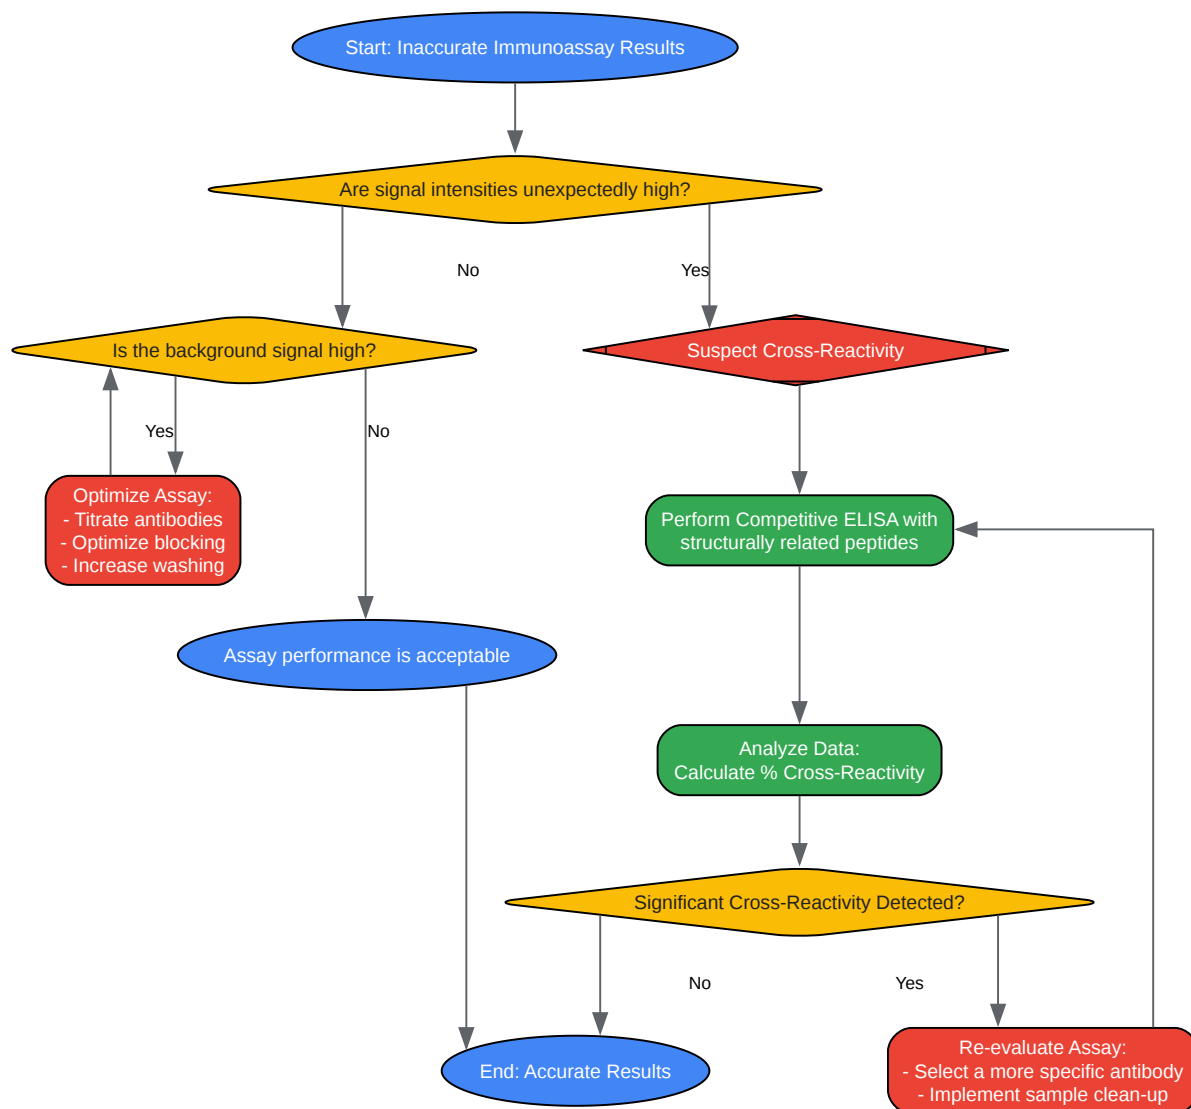 Start: Inaccurate Immunoassay Results
Are signal intensities unexpectedly high?
No
Yes
Is the background signal high?
Suspect Cross-Reactivity
Yes
No
Optimize Assay:
- Titrate antibodies
- Optimize blocking
- Increase washing
Perform Competitive ELISA with
structurally related peptides
Assay performance is acceptable
Analyze Data:
Calculate % Cross-Reactivity
Significant Cross-Reactivity Detected?
No
Yes
End: Accurate Results
Re-evaluate Assay:
- Select a more specific antibody
- Implement sample clean-up